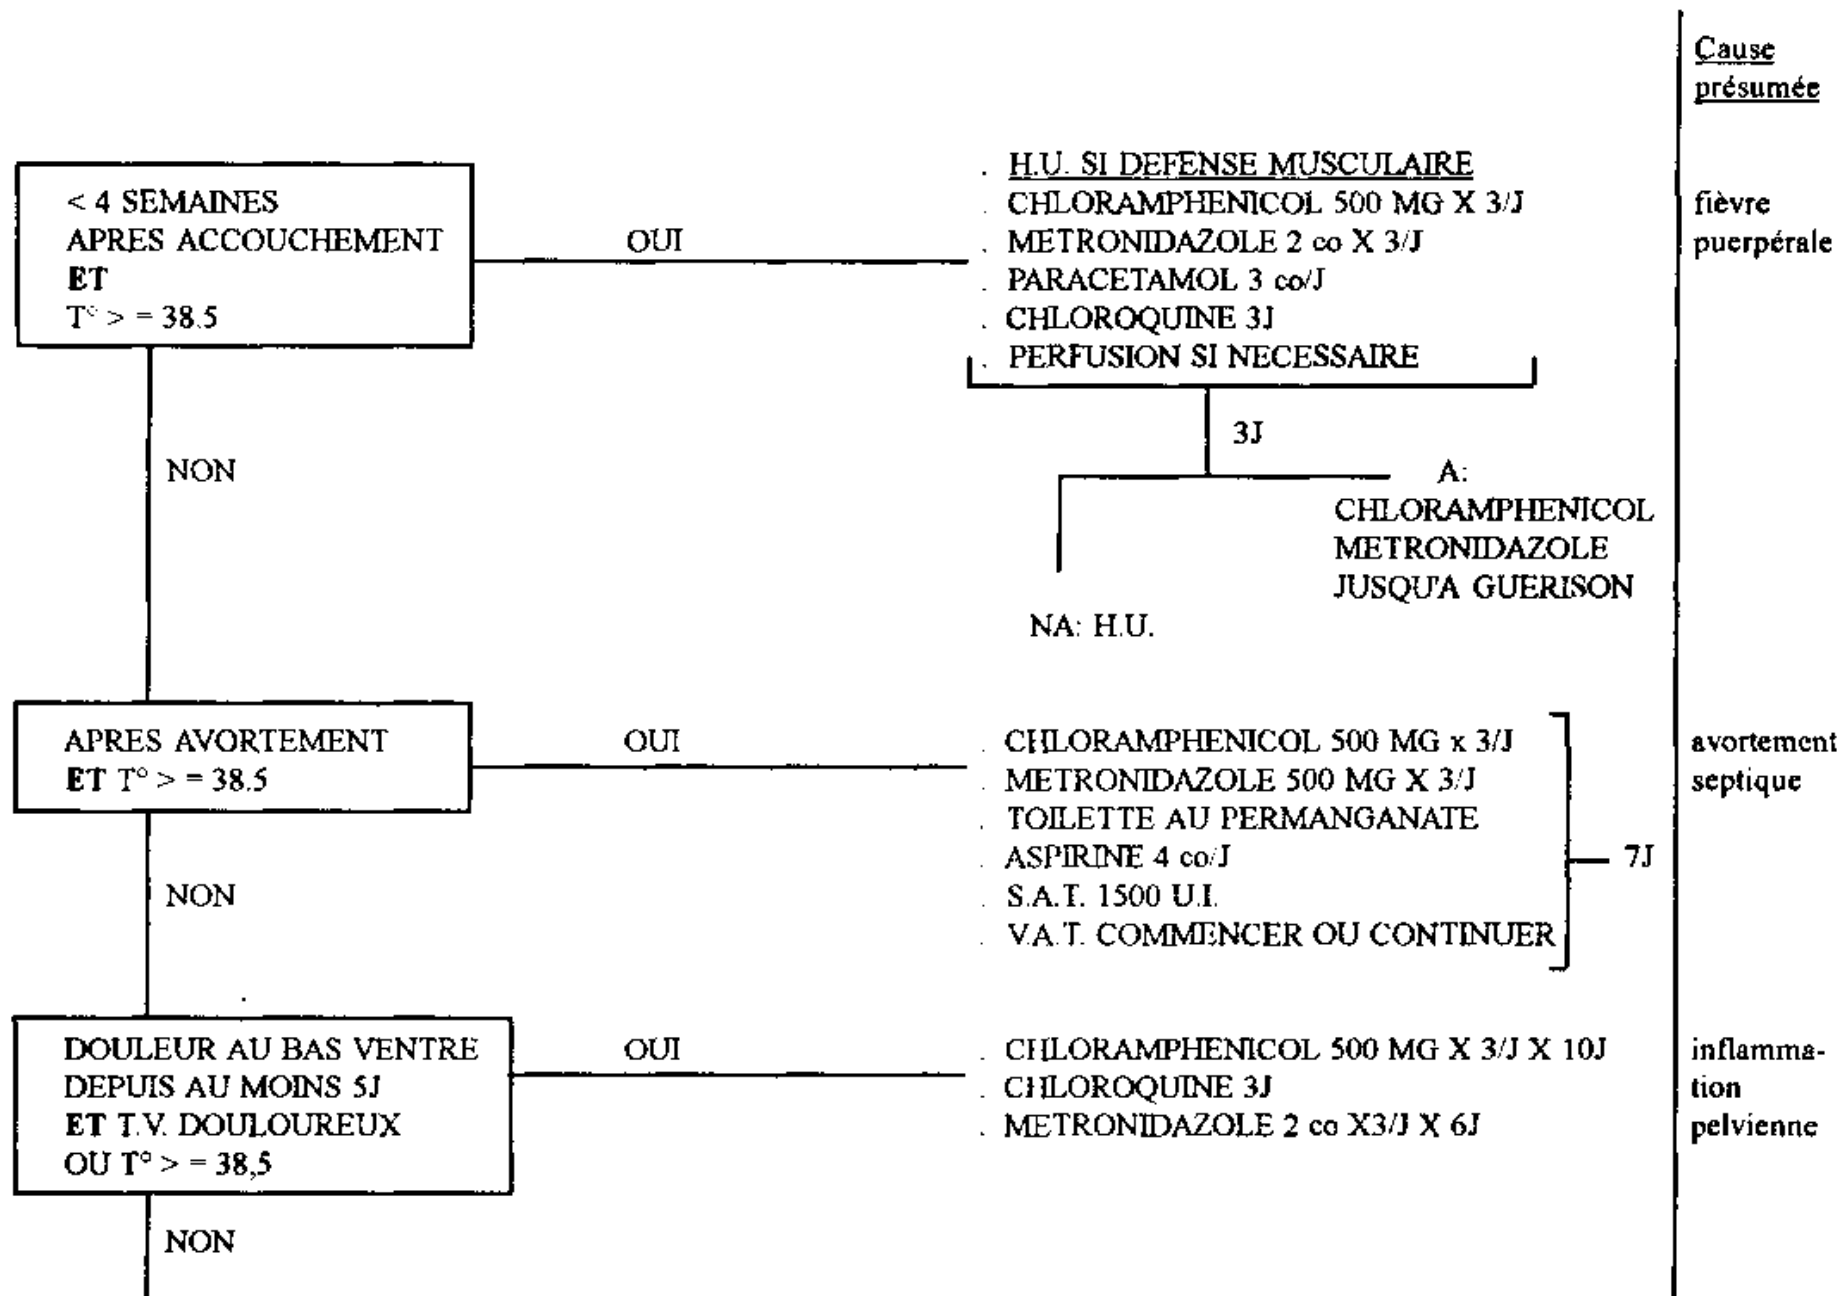 Cause
présumée
< 4 SEMAINES
APRES ACCOUCHEMENT
ET
T° > = 38.5
OUI
. H.U. SI DEFENSE MUSCULAIRE
. CHLORAMPHENICOL 500 MG X 3/J
. METRONIDAZOLE 2 co X 3/J
. PARACETAMOL 3 co/J
. CHLOROQUINE 3J
. PERFUSION SI NECESSAIRE
fièvre
puerpérale
3J
NON
A:
CHLORAMPHENICOL
METRONIDAZOLE
JUSQU'A GUERISON
NA: H.U.
APRES AVORTEMENT
ET T° > = 38.5
OUI
. CHLORAMPHENICOL 500 MG x 3/J
. METRONIDAZOLE 500 MG X 3/J
. TOILETTE AU PERMANGANATE
. ASPIRINE 4 co/J
. S.A.T. 1500 U.I.
. V.A.T. COMMENCER OU CONTINUER
7J
avortement
septique
NON
DOULEUR AU BAS VENTRE
DEPUIS AU MOINS 5J
ET T.V. DOULOUREUX
OU T° > = 38,5
OUI
. CHLORAMPHENICOL 500 MG X 3/J X 10J
. CHLOROQUINE 3J
. METRONIDAZOLE 2 co X3/J X 6J
inflamma-
tion
pelvienne
NON